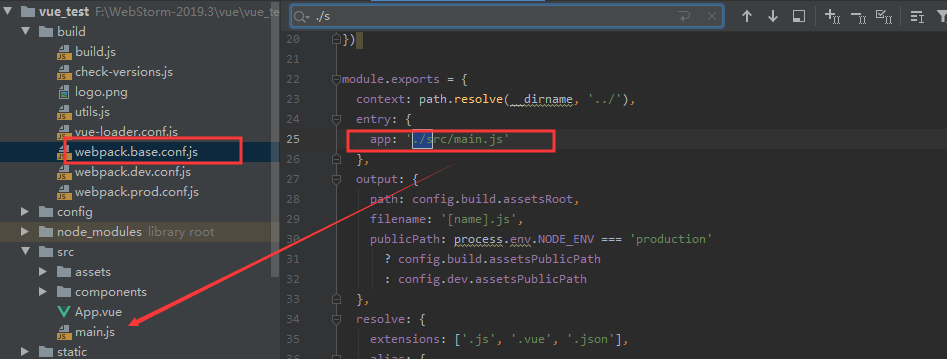 vue_test F:\WebStorm-2019.3\vue\vue_te
build
build.js
check-versions.js
logo.png
utils.js
vue-loader.conf.js
webpack.base.conf.js
webpack.dev.conf.js
webpack.prod.conf.js
config
node_modules library root
src
assets
components
App.vue
main.js
static
./s
20 })
21
22 module.exports = {
23 context: path.resolve(__dirname, '../'),
24 entry: {
25 app: './src/main.js'
26 },
27 output: {
28 path: config.build.assetsRoot,
29 filename: '[name].js',
30 publicPath: process.env.NODE_ENV === 'production'
31 ? config.build.assetsPublicPath
32 : config.dev.assetsPublicPath
33 },
34 resolve: {
35 extensions: ['.js', '.vue', '.json'],
36 alias: {